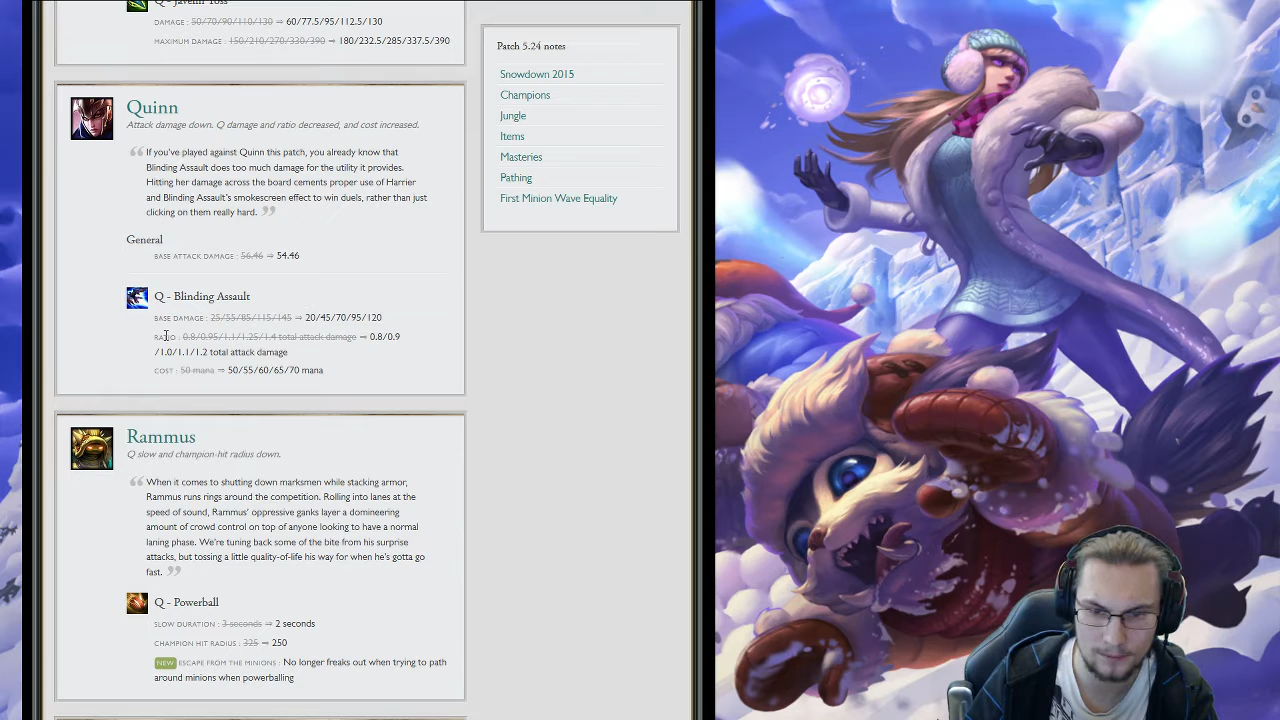 Q - Javelin Toss
DAMAGE : 50/70/90/110/130 ⇒ 60/77.5/95/112.5/130
MAXIMUM DAMAGE : 150/210/270/330/390 ⇒ 180/232.5/285/337.5/390
Quinn
Attack damage down. Q damage and ratio decreased, and cost increased.
If you've played against Quinn this patch, you already know that
Blinding Assault does too much damage for the utility it provides.
Hitting her damage across the board cements proper use of Harrier
and Blinding Assault's smokescreen effect to win duels, rather than just
clicking on them really hard.
General
BASE ATTACK DAMAGE : 56.46 ⇒ 54.46
Q - Blinding Assault
BASE DAMAGE : 25/55/85/115/145 ⇒ 20/45/70/95/120
RATIO : 0.8/0.95/1.1/1.25/1.4 total attack damage ⇒ 0.8/0.9
/1.0/1.1/1.2 total attack damage
COST : 50 mana ⇒ 50/55/60/65/70 mana
Rammus
Q slow and champion-hit radius down.
When it comes to shutting down marksmen while stacking armor,
Rammus runs rings around the competition. Rolling into lanes at the
speed of sound, Rammus' oppressive ganks layer a domineering
amount of crowd control on top of anyone looking to have a normal
laning phase. We're tuning back some of the bite from his surprise
attacks, but tossing a little quality-of-life his way for when he's gotta go
fast.
Q - Powerball
SLOW DURATION : 3 seconds ⇒ 2 seconds
CHAMPION HIT RADIUS : 325 ⇒ 250
NEW ESCAPE FROM THE MINIONS : No longer freaks out when trying to path
around minions when powerballing
Patch 5.24 notes
Snowdown 2015
Champions
Jungle
Items
Masteries
Pathing
First Minion Wave Equality